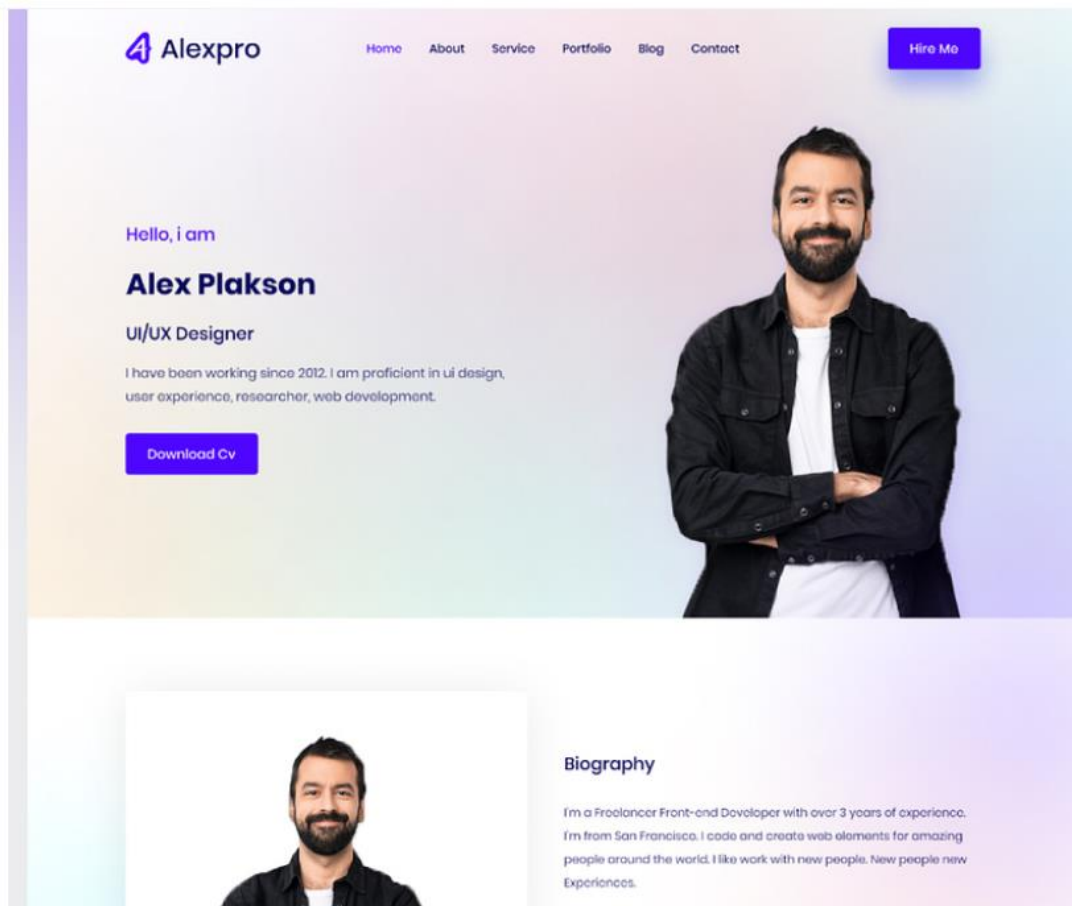 Alexpro
Home About Service Portfolio Blog Contact
Hire Me
Hello, i am
Alex Plakson
UI/UX Designer
I have been working since 2012. I am proficient in ui design,
user experience, researcher, web development.
Download Cv
Biography
I'm a Freelancer Front-end Developer with over 3 years of experience.
I'm from San Francisco. I code and create web elements for amazing
people around the world. I like work with new people. New people new
Experiences.